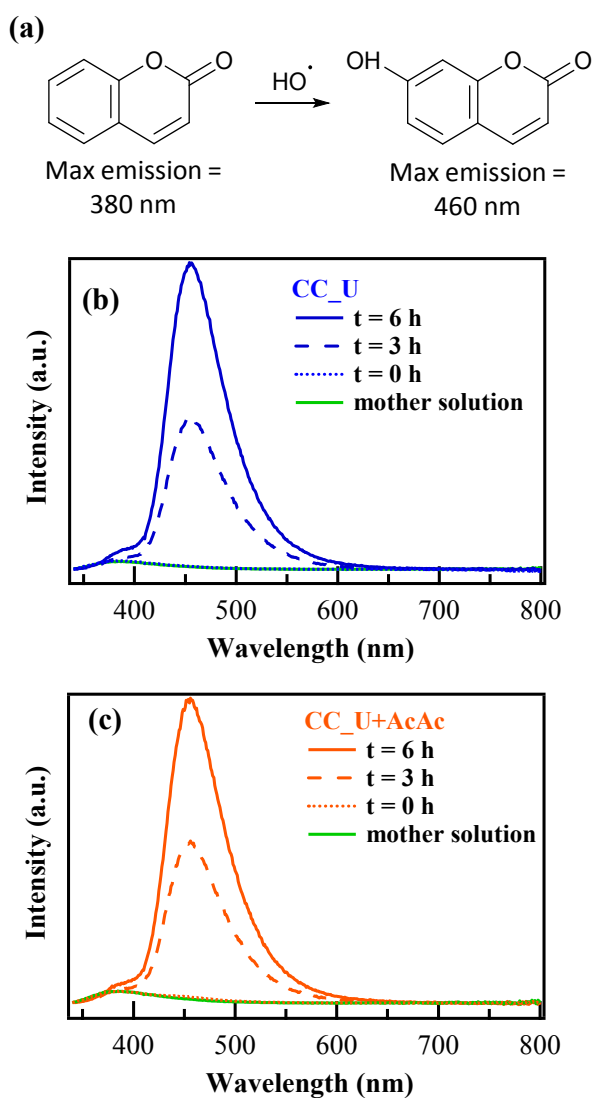 (a)
O
O
HO·
OH
O
O
Max emission =
380 nm
Max emission =
460 nm
(b)
CC_U
t = 6 h
t = 3 h
t = 0 h
mother solution
Intensity (a.u.)
400 500 600 700 800
Wavelength (nm)
(c)
CC_U+AcAc
t = 6 h
t = 3 h
t = 0 h
mother solution
Intensity (a.u.)
400 500 600 700 800
Wavelength (nm)